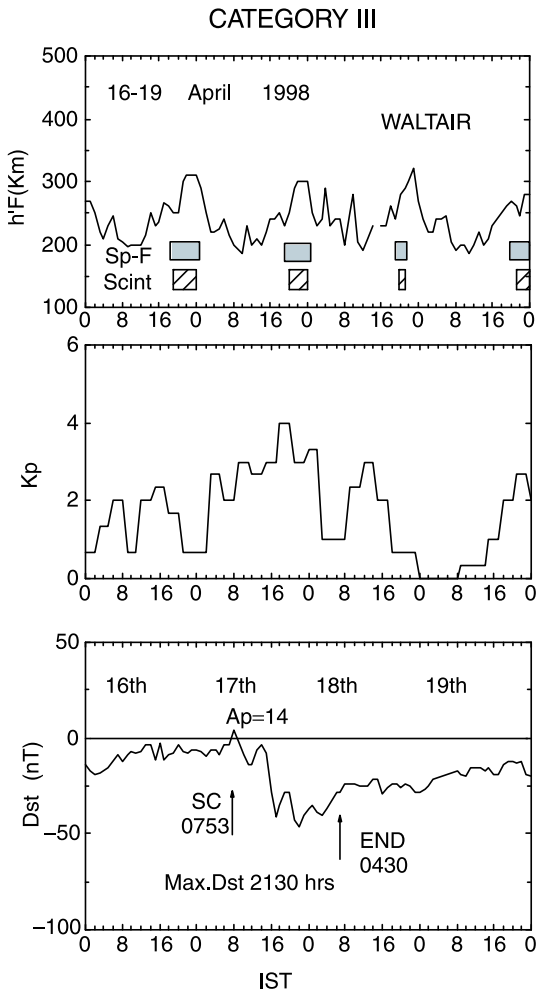 CATEGORY III
500
400
300
200
100
h'F(Km)
16-19 April 1998
WALTAIR
Sp-F
Scint
0 8 16 0 8 16 0 8 16 0 8 16 0
6
4
2
0
Kp
0 8 16 0 8 16 0 8 16 0 8 16 0
50
0
−50
−100
Dst (nT)
16th 17th 18th 19th
Ap=14
SC
0753
END
0430
Max.Dst 2130 hrs
0 8 16 0 8 16 0 8 16 0 8 16 0
IST